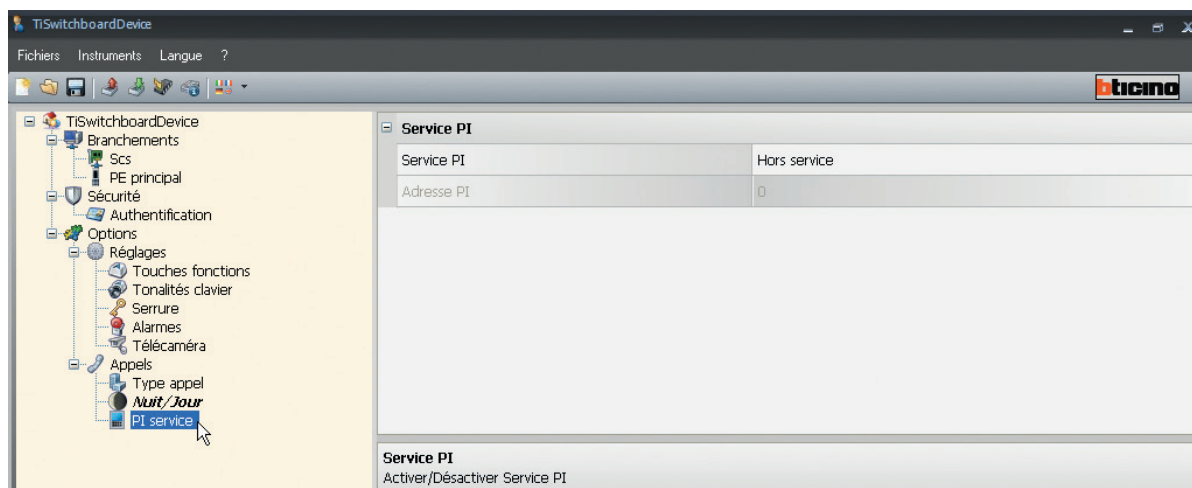 TiSwitchboardDevice
Fichiers Instruments Langue ?
bticino
TiSwitchboardDevice
Branchements
Scs
PE principal
Sécurité
Authentification
Options
Réglages
Touches fonctions
Tonalités clavier
Serrure
Alarmes
Télécaméra
Appels
Type appel
Nuit/Jour
PI service
Service PI
Service PI Hors service
Adresse PI 0
Service PI
Activer/Désactiver Service PI